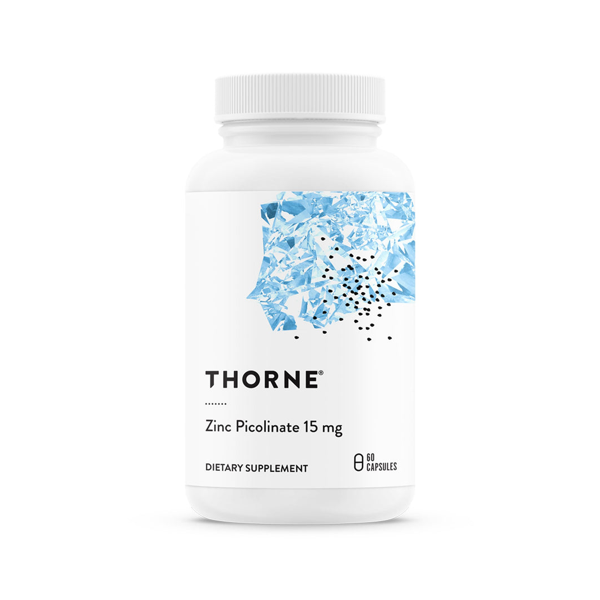 THORNE®
Zinc Picolinate 15 mg
DIETARY SUPPLEMENT
60
CAPSULES